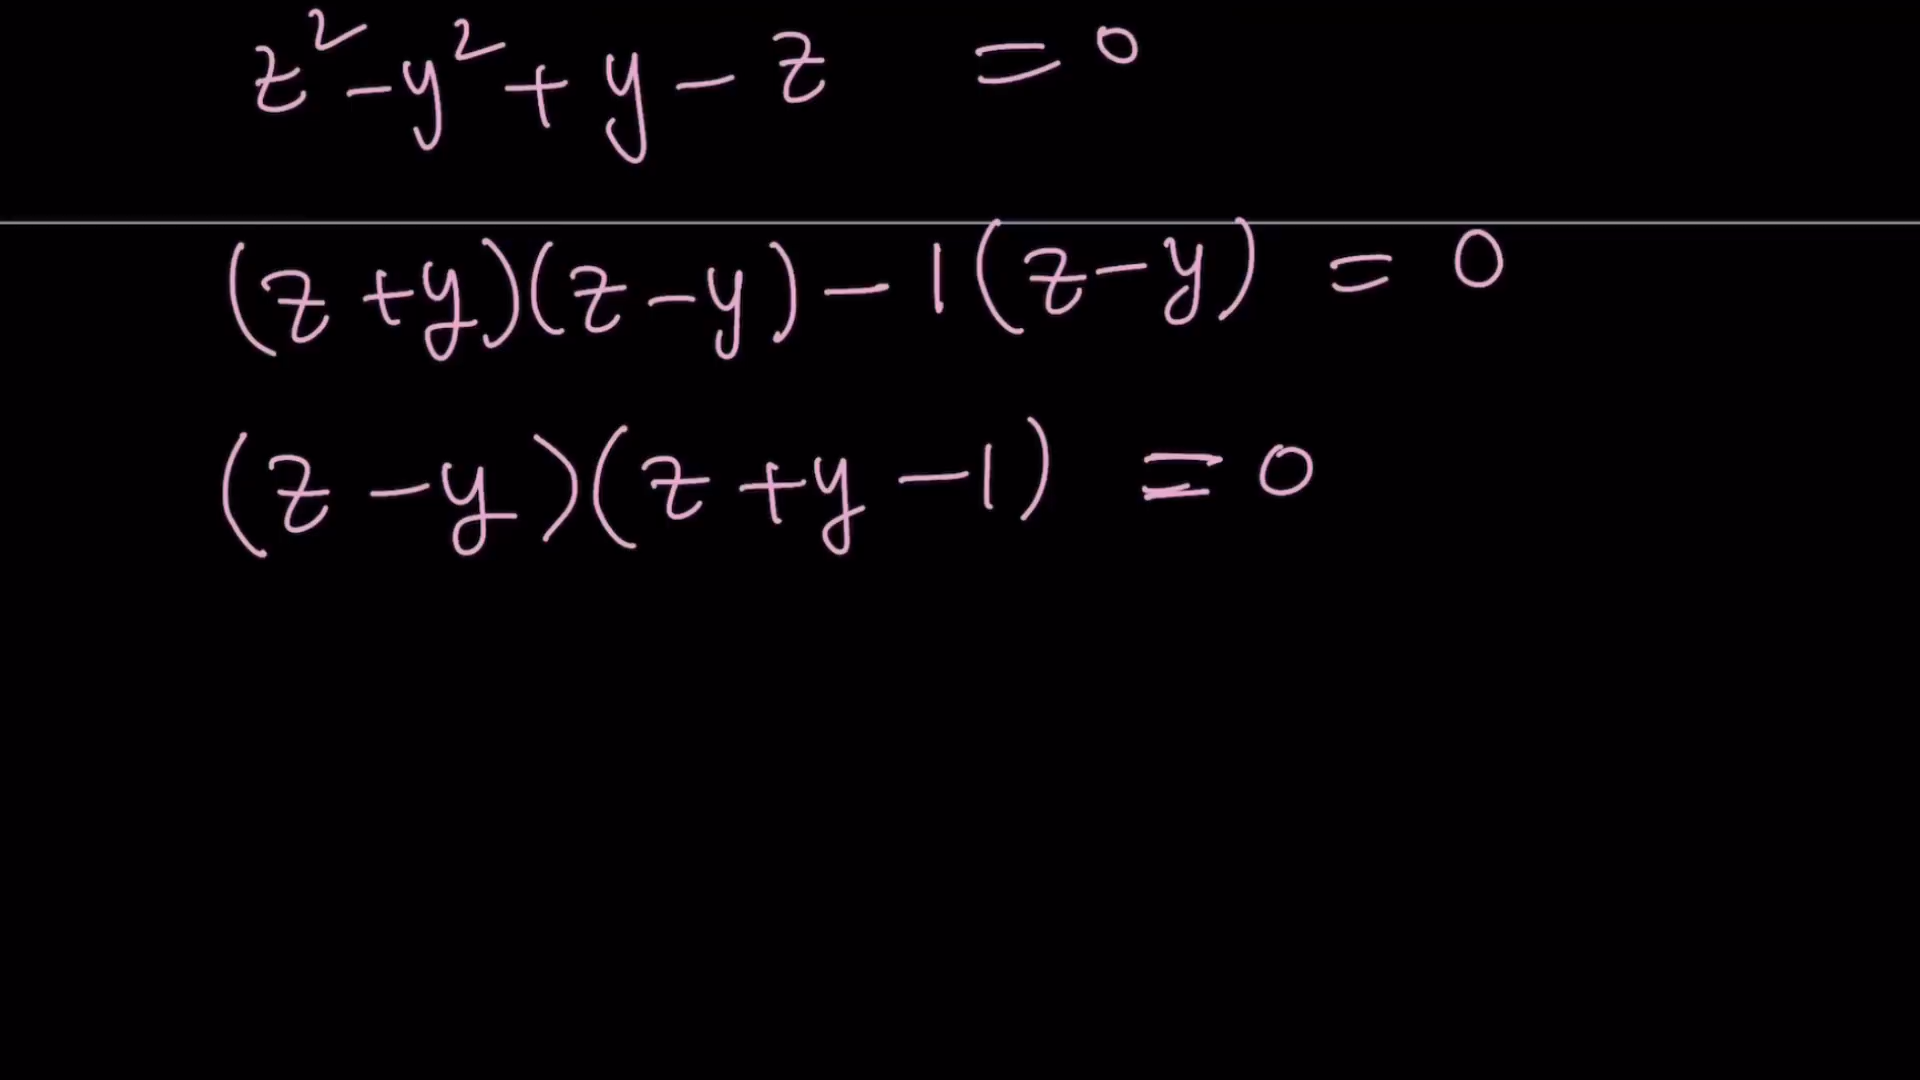 z² - y² + y - z = 0
(z + y)(z - y) - 1(z - y) = 0
(z - y)(z + y - 1) = 0